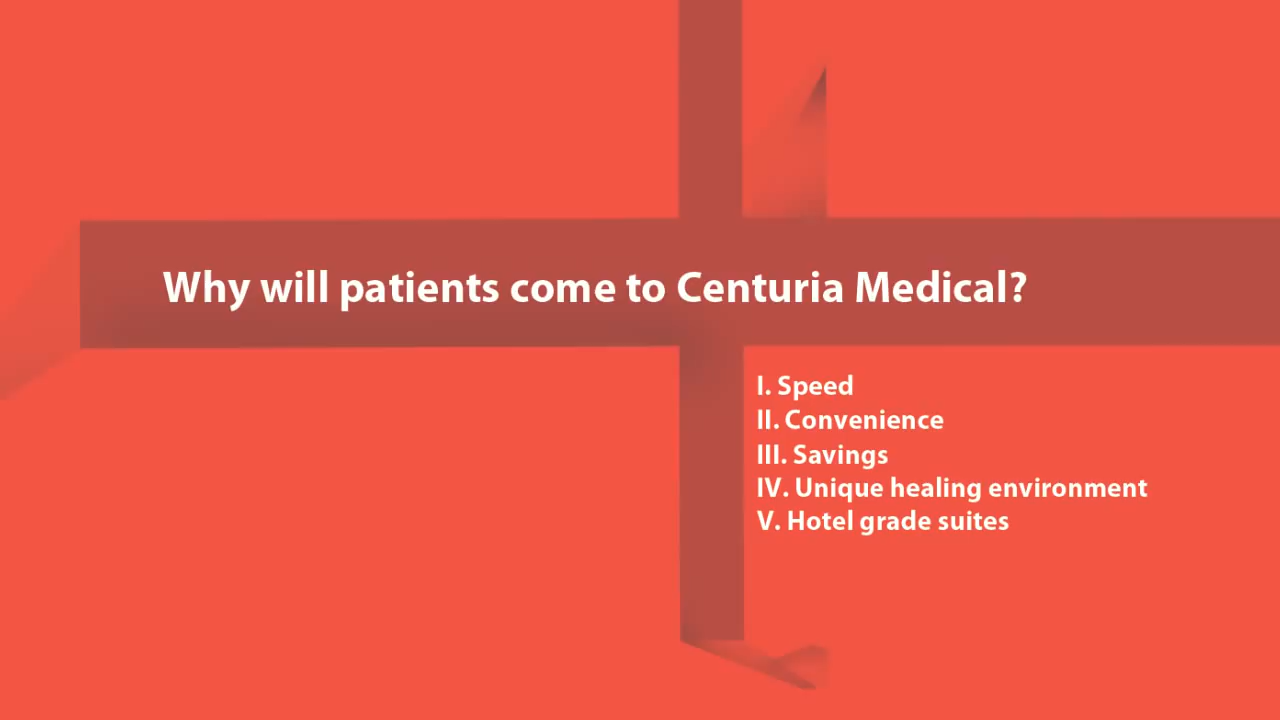 Why will patients come to Centuria Medical?
I. Speed
II. Convenience
III. Savings
IV. Unique healing environment
V. Hotel grade suites